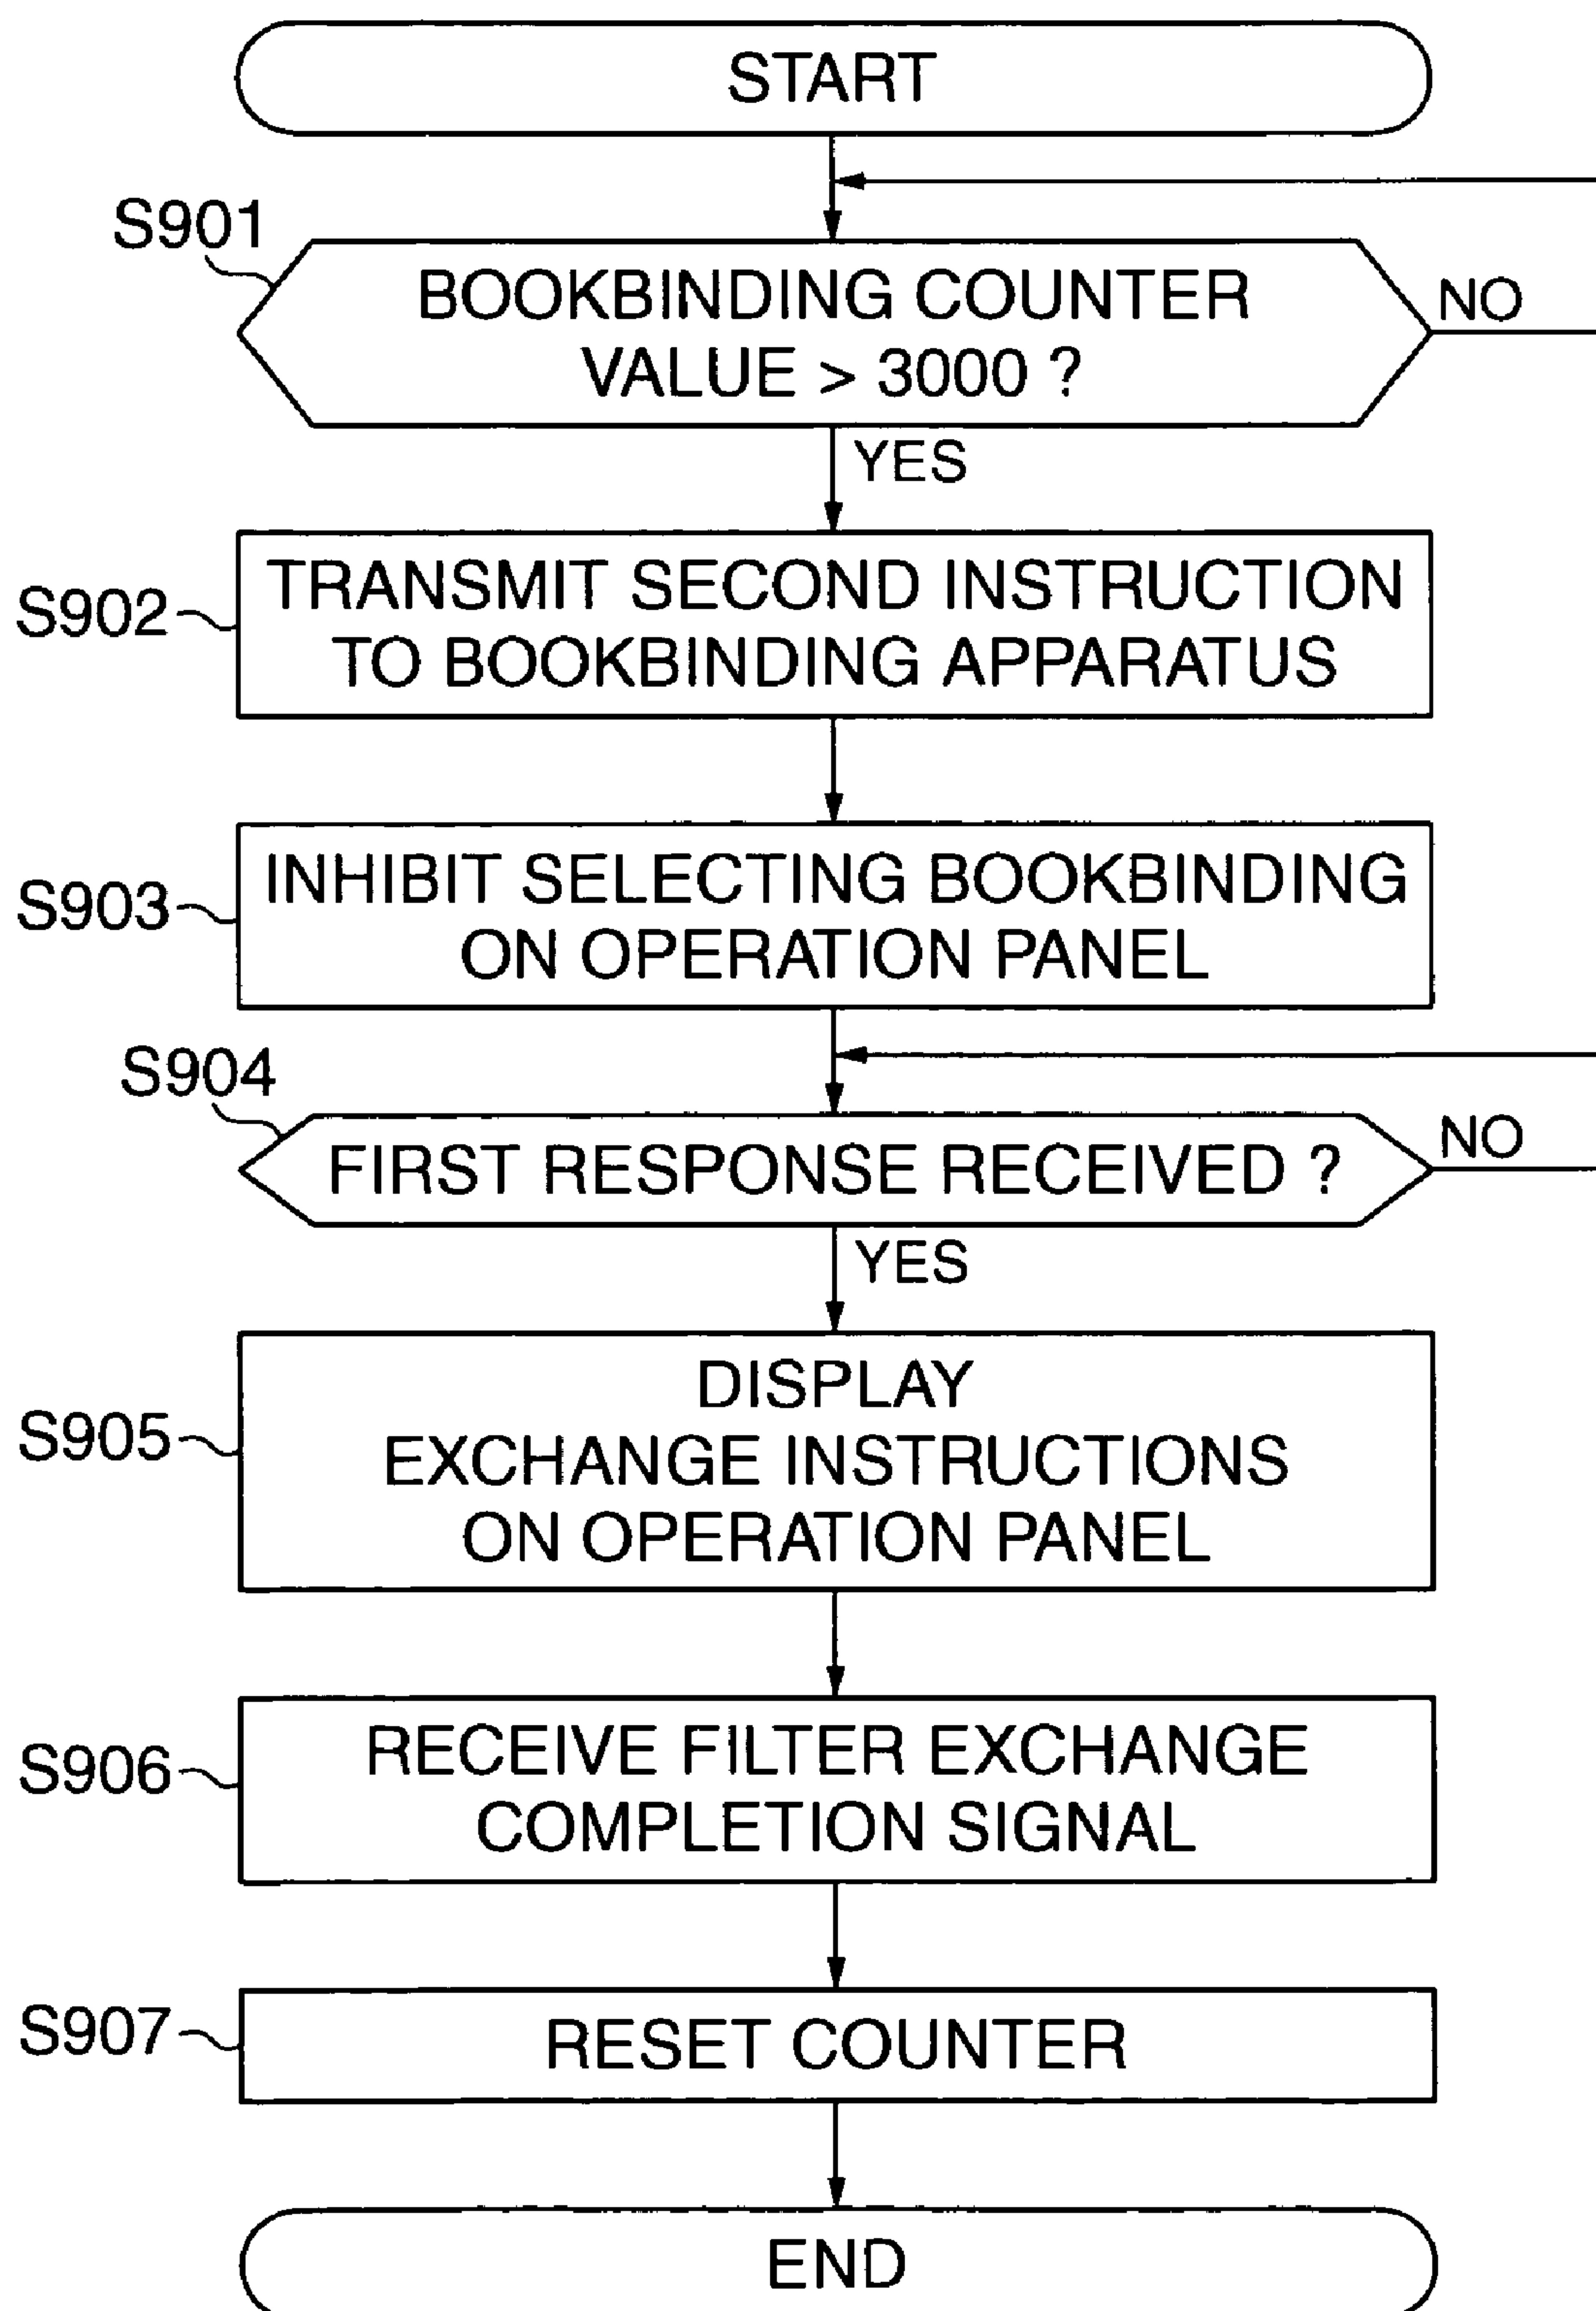 START
S901
BOOKBINDING COUNTER
VALUE > 3000 ?
NO
YES
S902
TRANSMIT SECOND INSTRUCTION
TO BOOKBINDING APPARATUS
S903
INHIBIT SELECTING BOOKBINDING
ON OPERATION PANEL
S904
FIRST RESPONSE RECEIVED ?
NO
YES
S905
DISPLAY
EXCHANGE INSTRUCTIONS
ON OPERATION PANEL
S906
RECEIVE FILTER EXCHANGE
COMPLETION SIGNAL
S907
RESET COUNTER
END